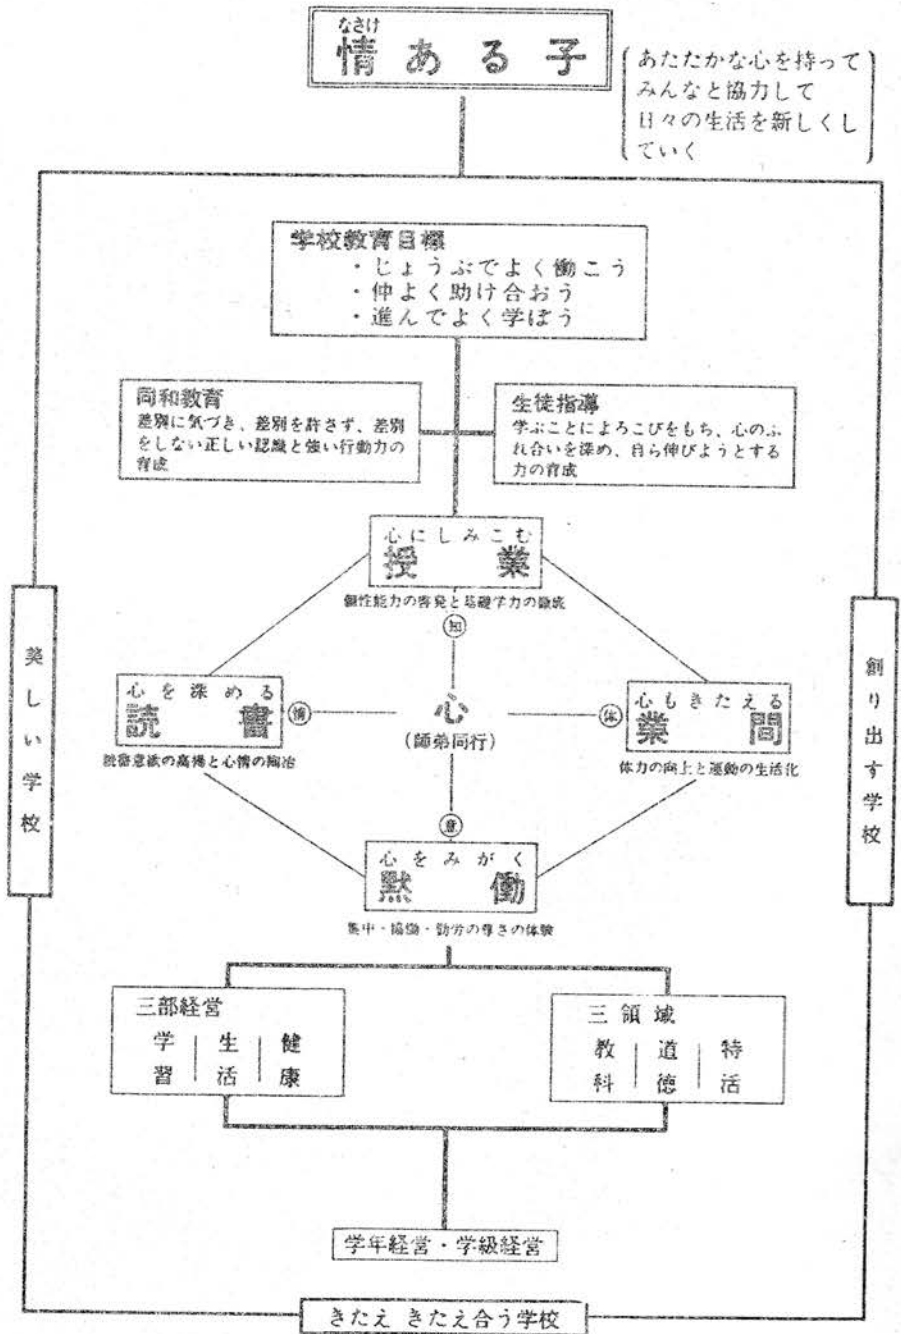 なさけ
情ある子
あたたかな心を持って
みんなと協力して
日々の生活を新しくし
ていく
学校教育目標
・じょうぶでよく働こう
・仲よく助け合おう
・進んでよく学ぼう
同和教育
差別に気づき、差別を許さず、差別
をしない正しい認識と強い行動力の
育成
生徒指導
学ぶことによろこびをもち、心のふ
れ合いを深め、自ら伸びようとする
力の育成
心にしみこむ
授業
個性能力の啓発と基礎学力の徹底
知
美しい学校
創り出す学校
心を深める
読書
情
心
(師弟同行)
体
心もきたえる
業間
読書意欲の高揚と心情の陶冶
体力の向上と運動の生活化
意
心をみがく
黙働
集中・協働・勤労の尊さの体験
三部経営
学習
生活
健康
三領域
教科
道徳
特活
学年経営・学級経営
きたえ きたえ合う学校